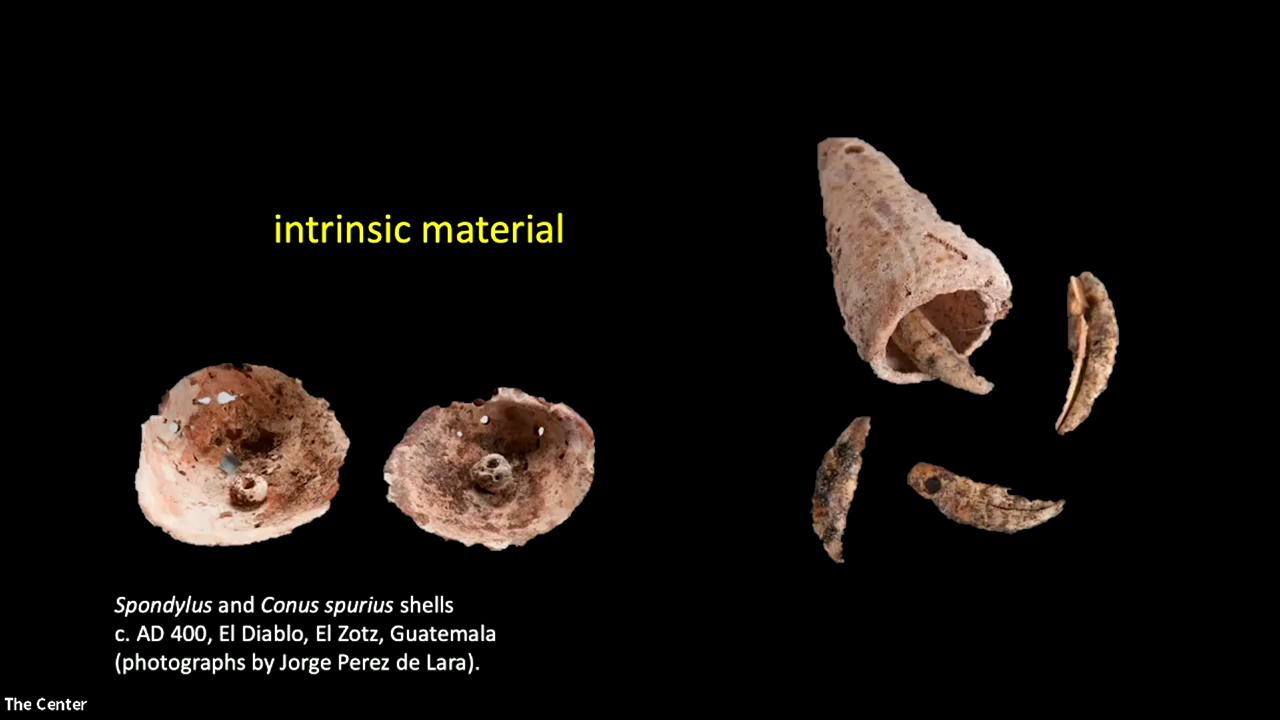 intrinsic material
Spondylus and Conus spurius shells
c. AD 400, El Diablo, El Zotz, Guatemala
(photographs by Jorge Perez de Lara).
The Center